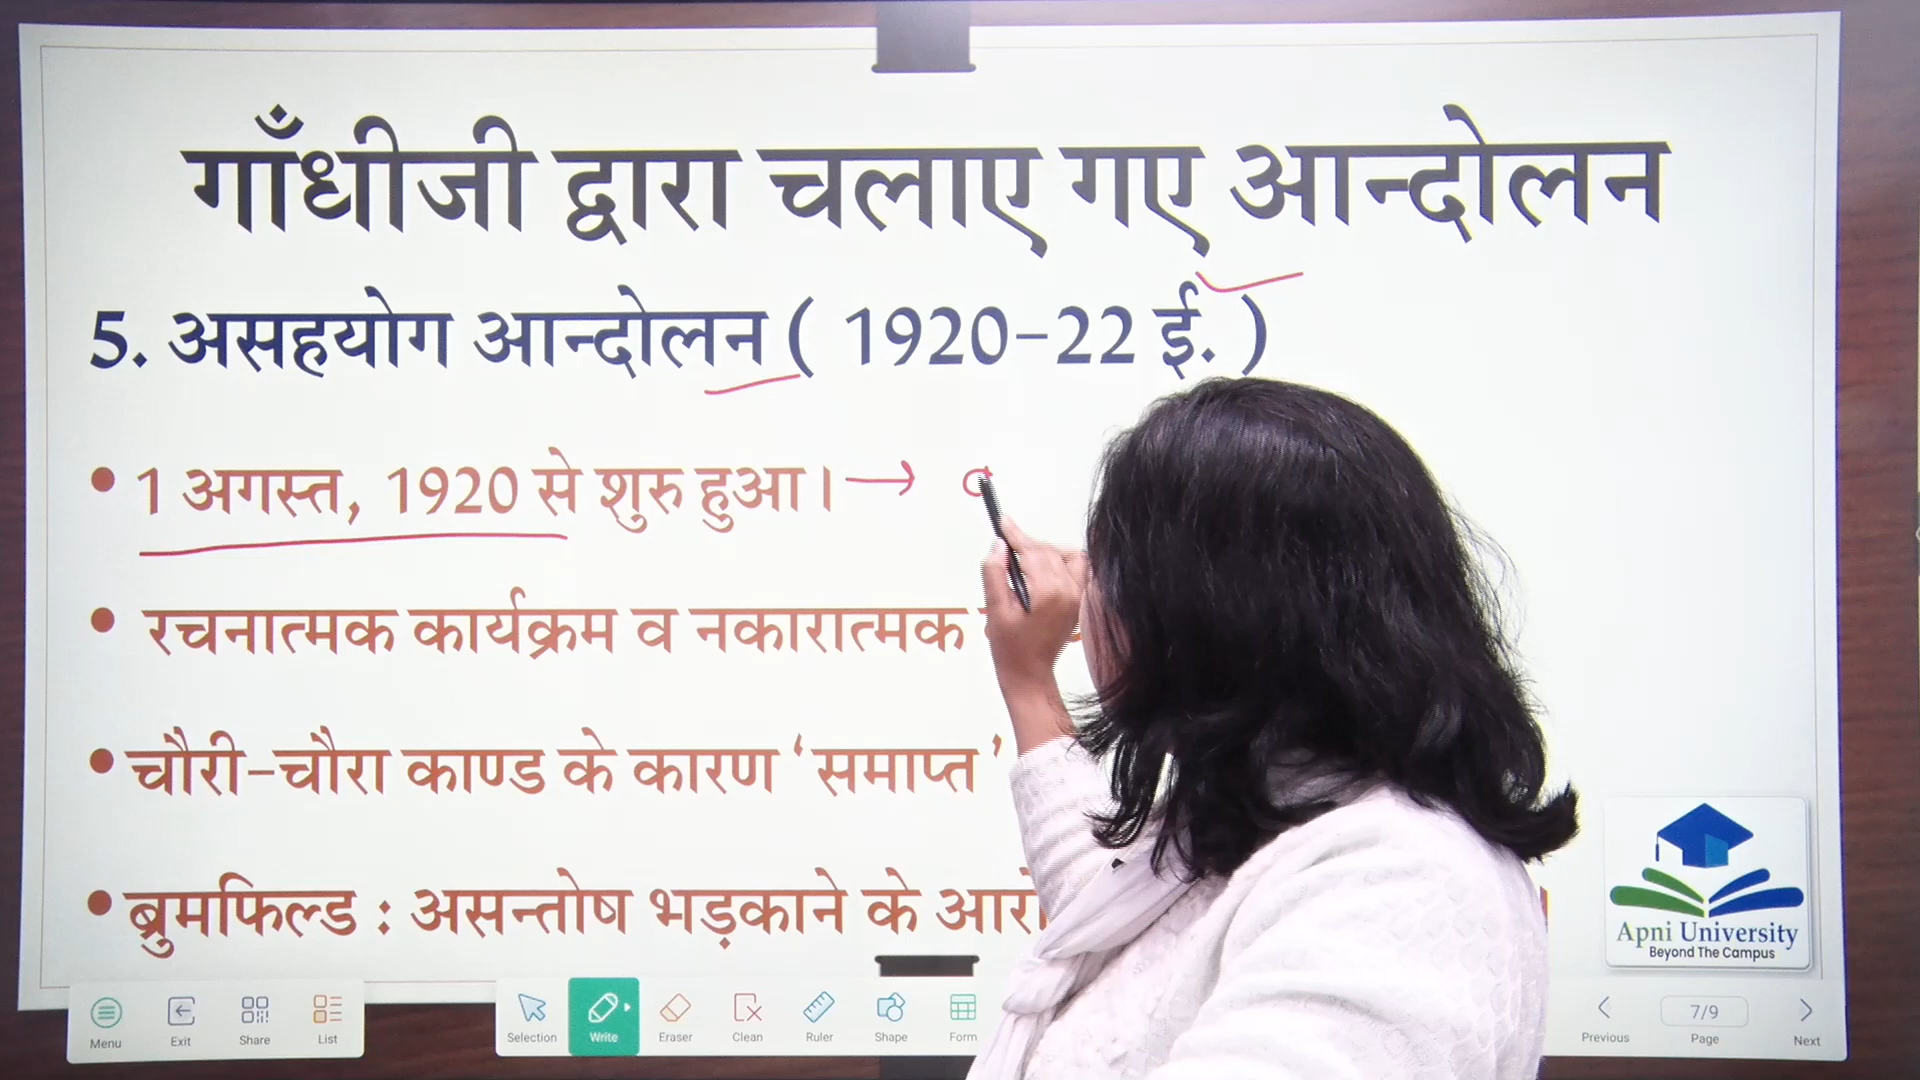 गाँधीजी द्वारा चलाए गए आन्दोलन
5. असहयोग आन्दोलन ( 1920-22 ई. )
• 1 अगस्त, 1920 से शुरु हुआ। →
• रचनात्मक कार्यक्रम व नकारात्मक
• चौरी-चौरा काण्ड के कारण 'समाप्त'
• ब्रुमफिल्ड : असन्तोष भड़काने के
Apni University
Beyond The Campus
Menu Exit Share List Selection Write Eraser Clean Ruler Shape Form Previous 7/9 Page Next